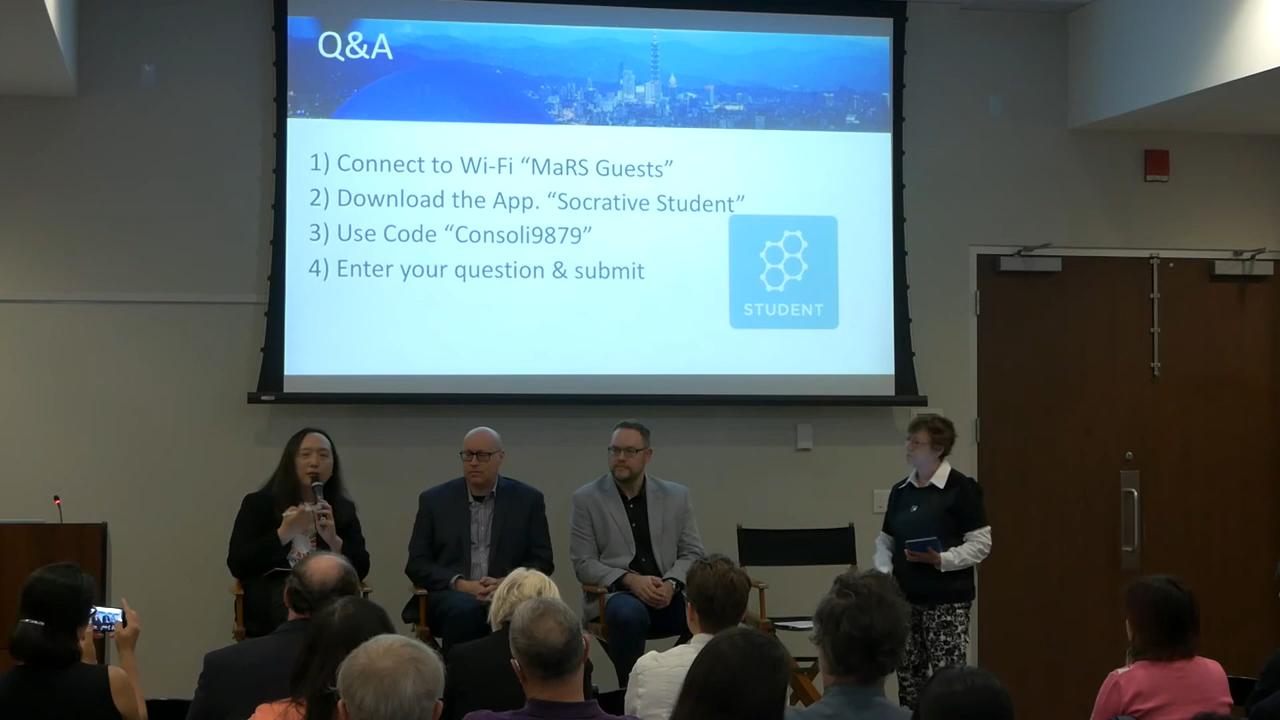 Q&A
1) Connect to Wi-Fi “MaRS Guests”
2) Download the App. “Socrative Student”
3) Use Code “Consoli9879”
4) Enter your question & submit
STUDENT